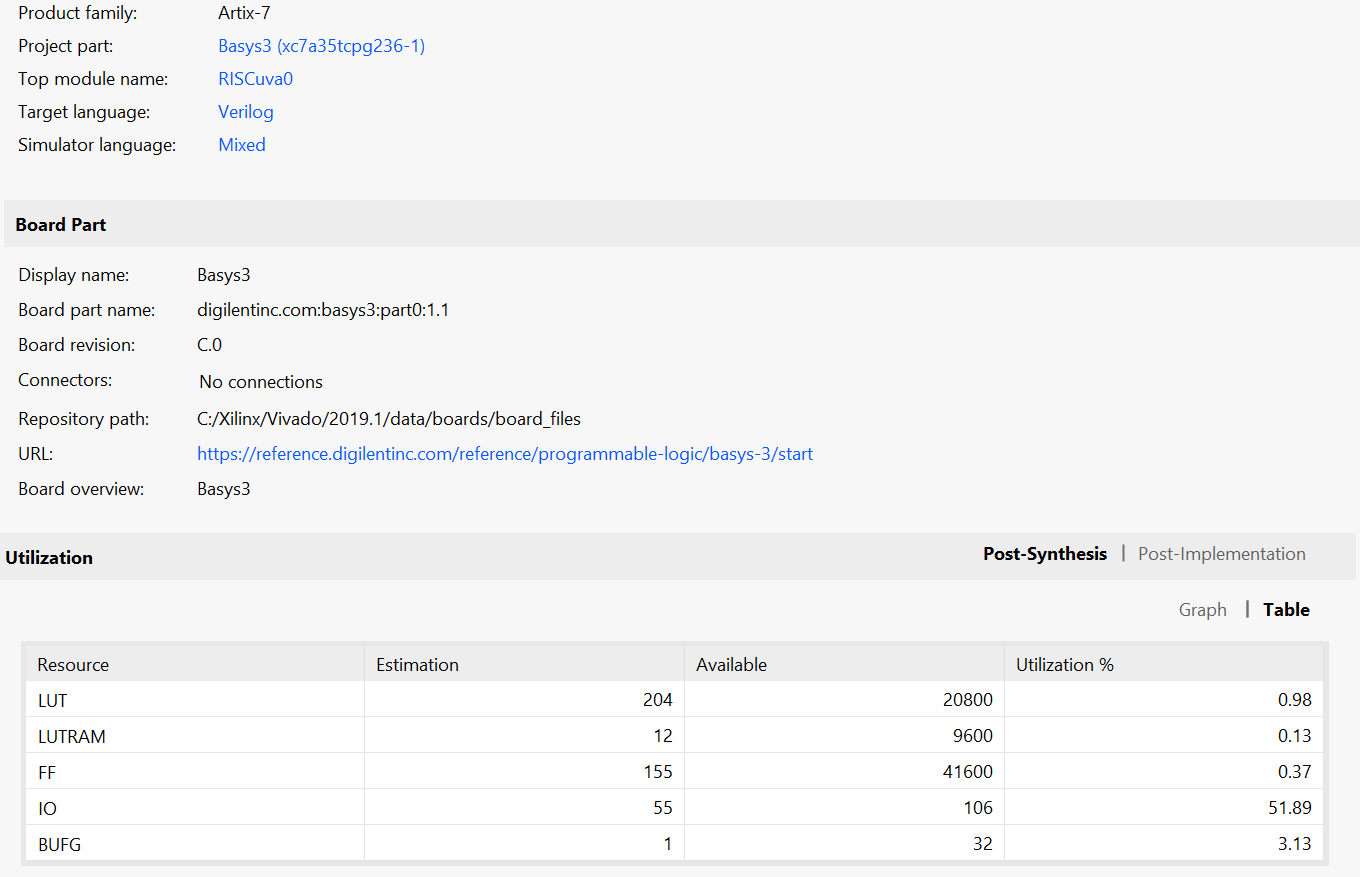 Product family: Artix-7
Project part: Basys3 (xc7a35tcpg236-1)
Top module name: RISCuva0
Target language: Verilog
Simulator language: Mixed
Board Part
Display name: Basys3
Board part name: digilentinc.com:basys3:part0:1.1
Board revision: C.0
Connectors: No connections
Repository path: C:/Xilinx/Vivado/2019.1/data/boards/board_files
URL: https://reference.digilentinc.com/reference/programmable-logic/basys-3/start
Board overview: Basys3
Utilization Post-Synthesis | Post-Implementation
Graph | Table
Resource Estimation Available Utilization %
LUT 204 20800 0.98
LUTRAM 12 9600 0.13
FF 155 41600 0.37
IO 55 106 51.89
BUFG 1 32 3.13